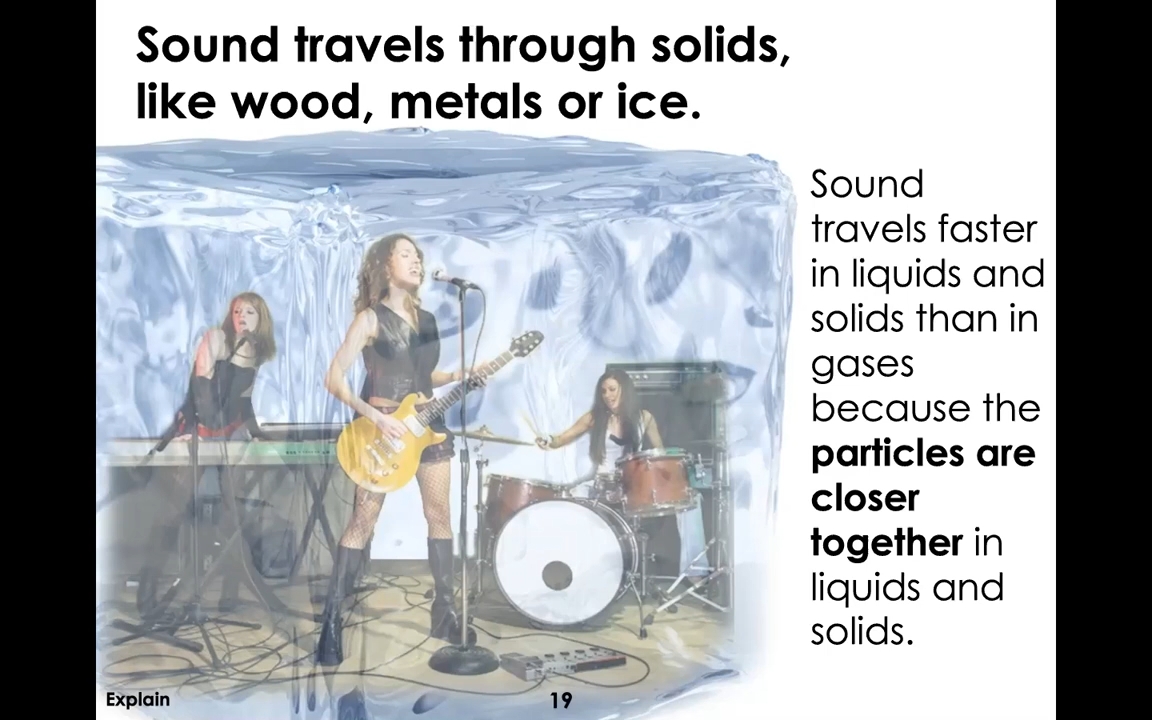 Sound travels through solids,
like wood, metals or ice.
Sound
travels faster
in liquids and
solids than in
gases
because the
particles are
closer
together in
liquids and
solids.
Explain
19